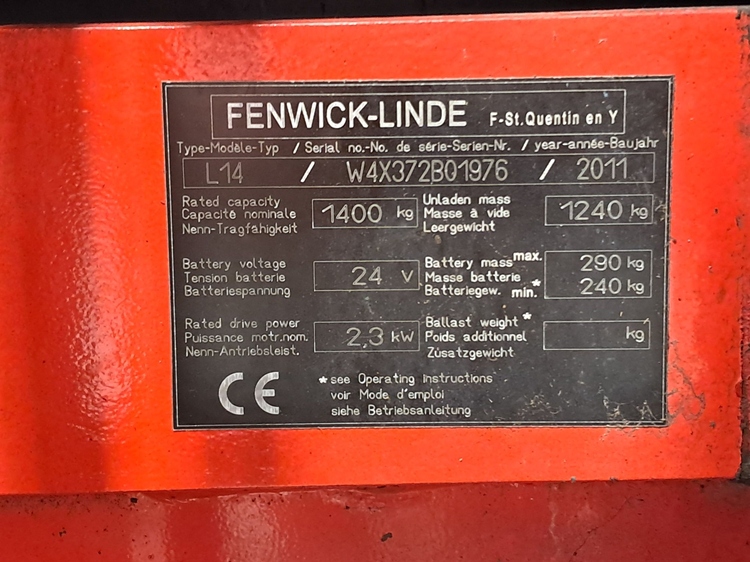 FENWICK-LINDE F-St.Quentin en Y
Type-Modèle-Typ / Serial no.-No. de série-Serien-Nr. / year-année-Baujahr
L14 / W4X372B01976 / 2011
Rated capacity
Capacité nominale
Nenn-Tragfähigkeit
1400 kg
Unladen mass
Masse à vide
Leergewicht
1240 kg
Battery voltage
Tension batterie
Batteriespannung
24 V
Battery mass max. 290 kg
Masse batterie
Batteriegew. min.* 240 kg
Rated drive power
Puissance motr.nom.
Nenn-Antriebsleist.
2,3 kW
Ballast weight*
Poids additionnel
Zusatzgewicht
kg
CE
*see Operating Instructions
voir Mode d'emploi
siehe Betriebsanleitung